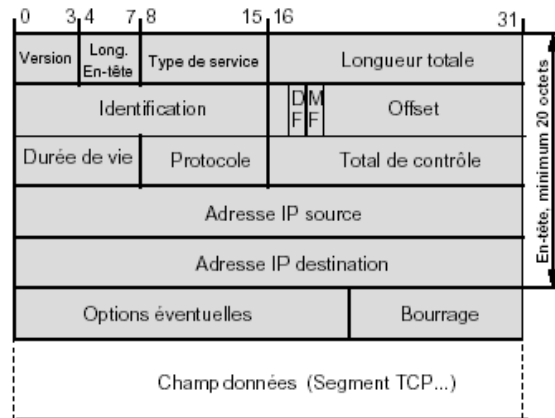 0 3 4 7 8 15 16 31
Version Long. En-tête Type de service Longueur totale
Identification DF MF Offset
Durée de vie Protocole Total de contrôle
Adresse IP source
Adresse IP destination
Options éventuelles Bourrage
Champ données (Segment TCP...)
En-tête, minimum 20 octets